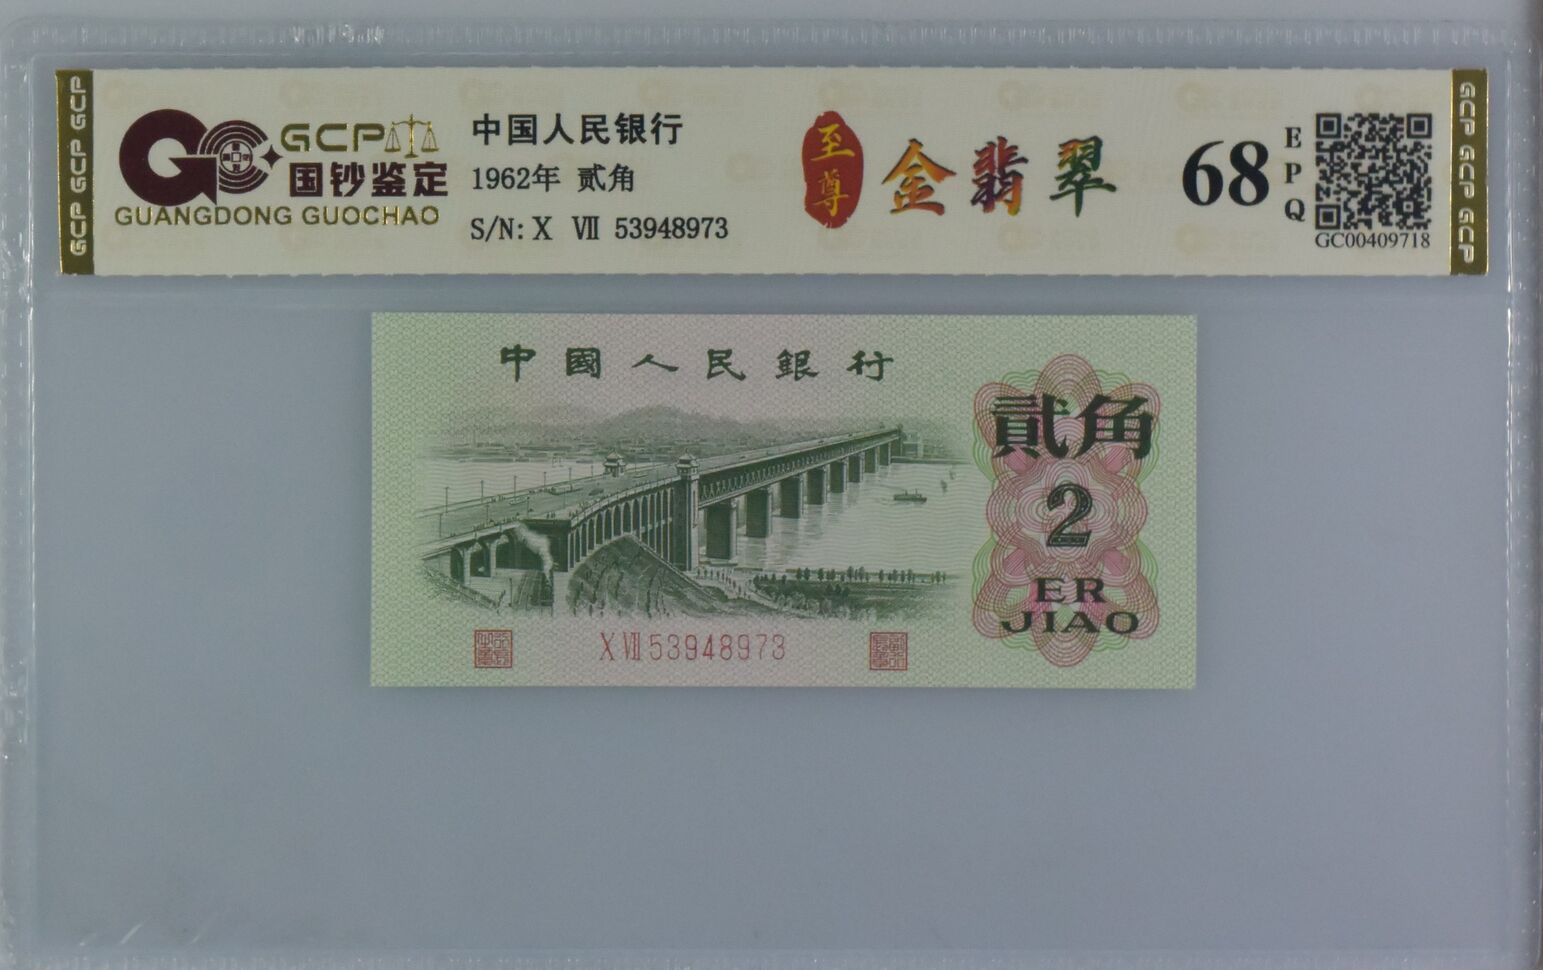 GCP GCP GCP
GCP
国钞鉴定
GUANGDONG GUOCHAO
中国人民银行
1962年 贰角
S/N: X Ⅶ 53948973
至尊
金翡翠
68
EPQ
GC00409718
GCP GCP GCP
中國人民銀行
貳角
2
ER
JIAO
X Ⅶ 53948973